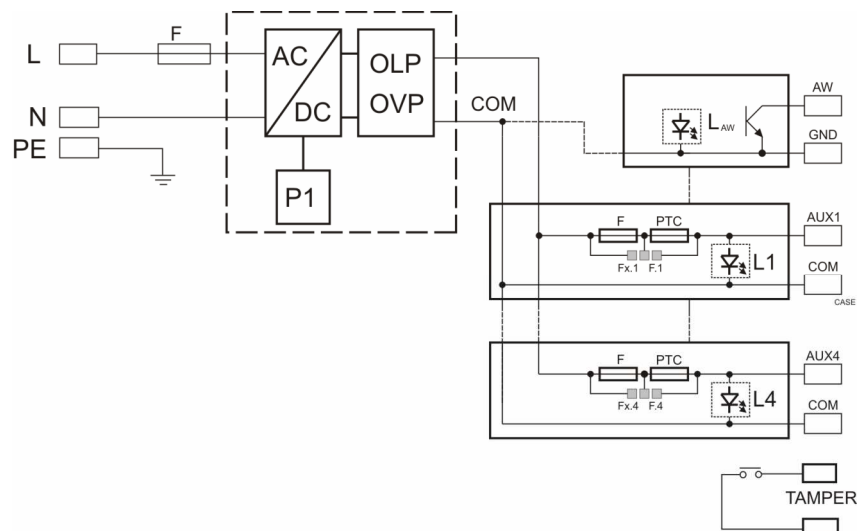 L
F
N
PE
AC
DC
OLP
OVP
P1
COM
L AW
AW
GND
F
PTC
Fx.1
F.1
L1
AUX1
COM
CASE
F
PTC
Fx.4
F.4
L4
AUX4
COM
TAMPER